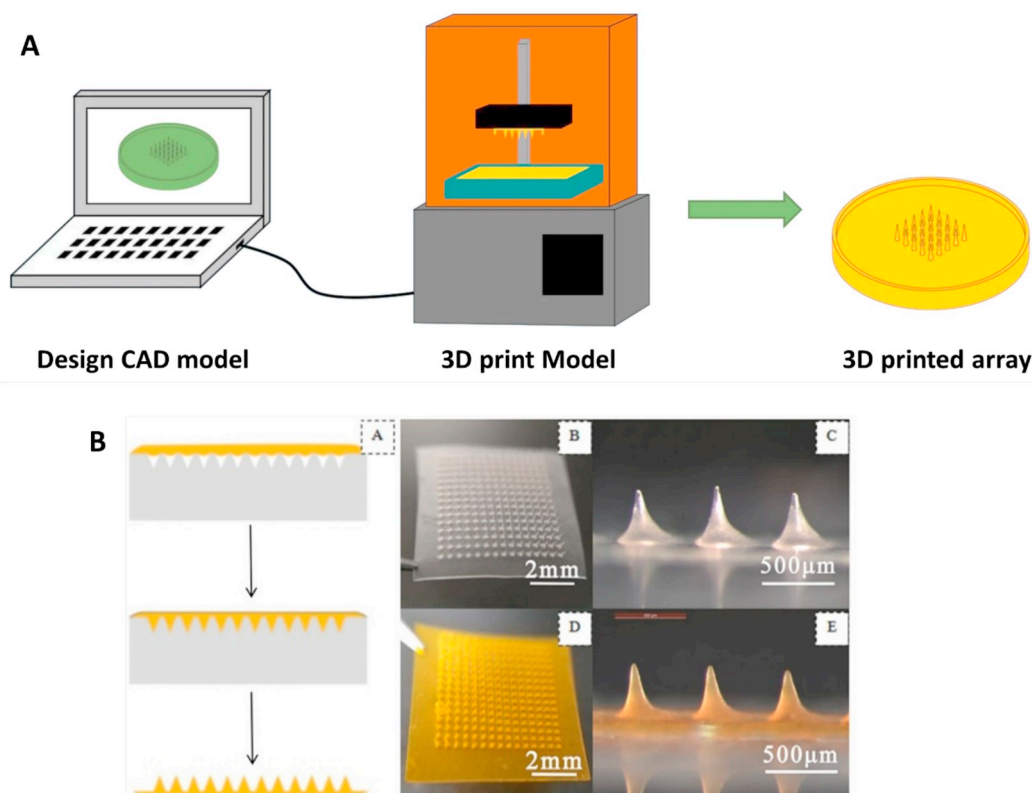 A
Design CAD model
3D print Model
3D printed array
B
A
B
C
2mm
500μm
D
E
2mm
500μm